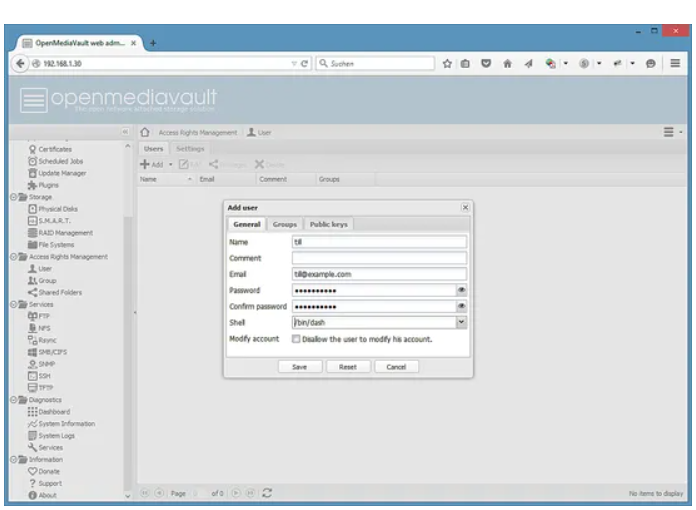 OpenMediaVault web adm... × +
192.168.1.30 Suchen
openmediavault
The open network attached storage solution
Access Rights Management User
Certificates
Scheduled Jobs
Update Manager
Plugins
Storage
Physical Disks
S.M.A.R.T.
RAID Management
File Systems
Access Rights Management
User
Group
Shared Folders
Services
FTP
NFS
Rsync
SMB/CIFS
SNMP
SSH
TFTP
Diagnostics
Dashboard
System Information
System Logs
Services
Information
Donate
Support
About
Users Settings
Add Edit Privileges Delete
Name Email Comment Groups
Add user
General Groups Public keys
Name till
Comment
Email till@example.com
Password ●●●●●●●●●●
Confirm password ●●●●●●●●●●
Shell /bin/dash
Modify account Disallow the user to modify his account.
Save Reset Cancel
Page of 0 No items to display